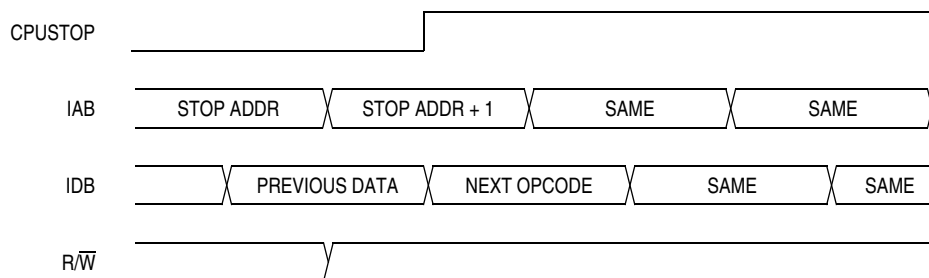 CPUSTOP
IAB STOP ADDR STOP ADDR + 1 SAME SAME
IDB PREVIOUS DATA NEXT OPCODE SAME SAME
R/W̅